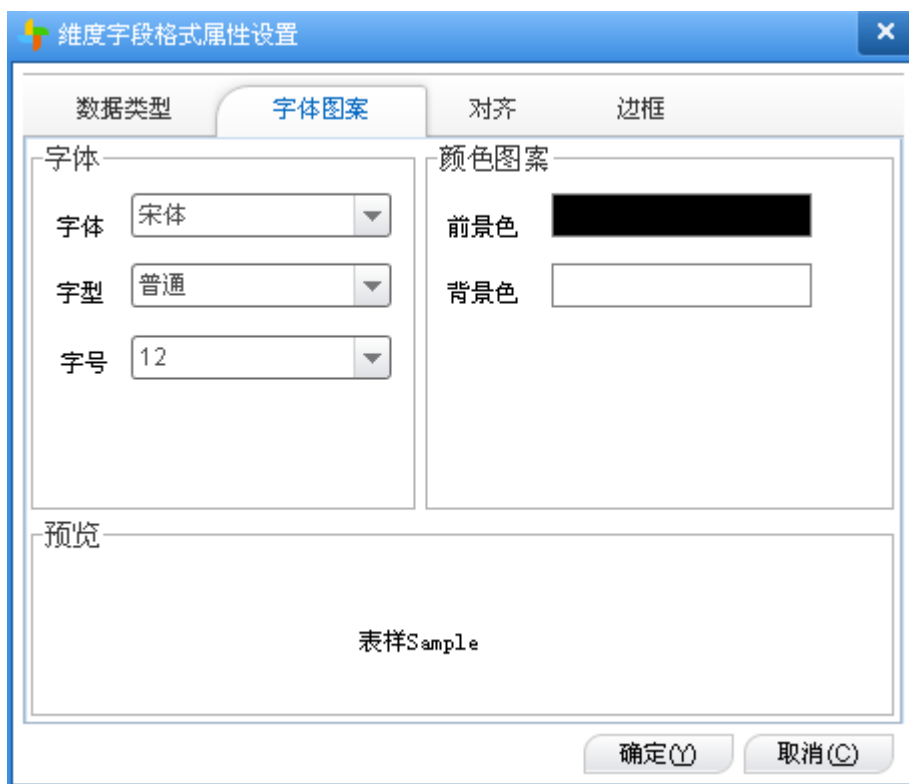 维度字段格式属性设置
数据类型 字体图案 对齐 边框
字体 颜色图案
字体 宋体 前景色
字型 普通 背景色
字号 12
预览
表样Sample
确定(Y) 取消(C)